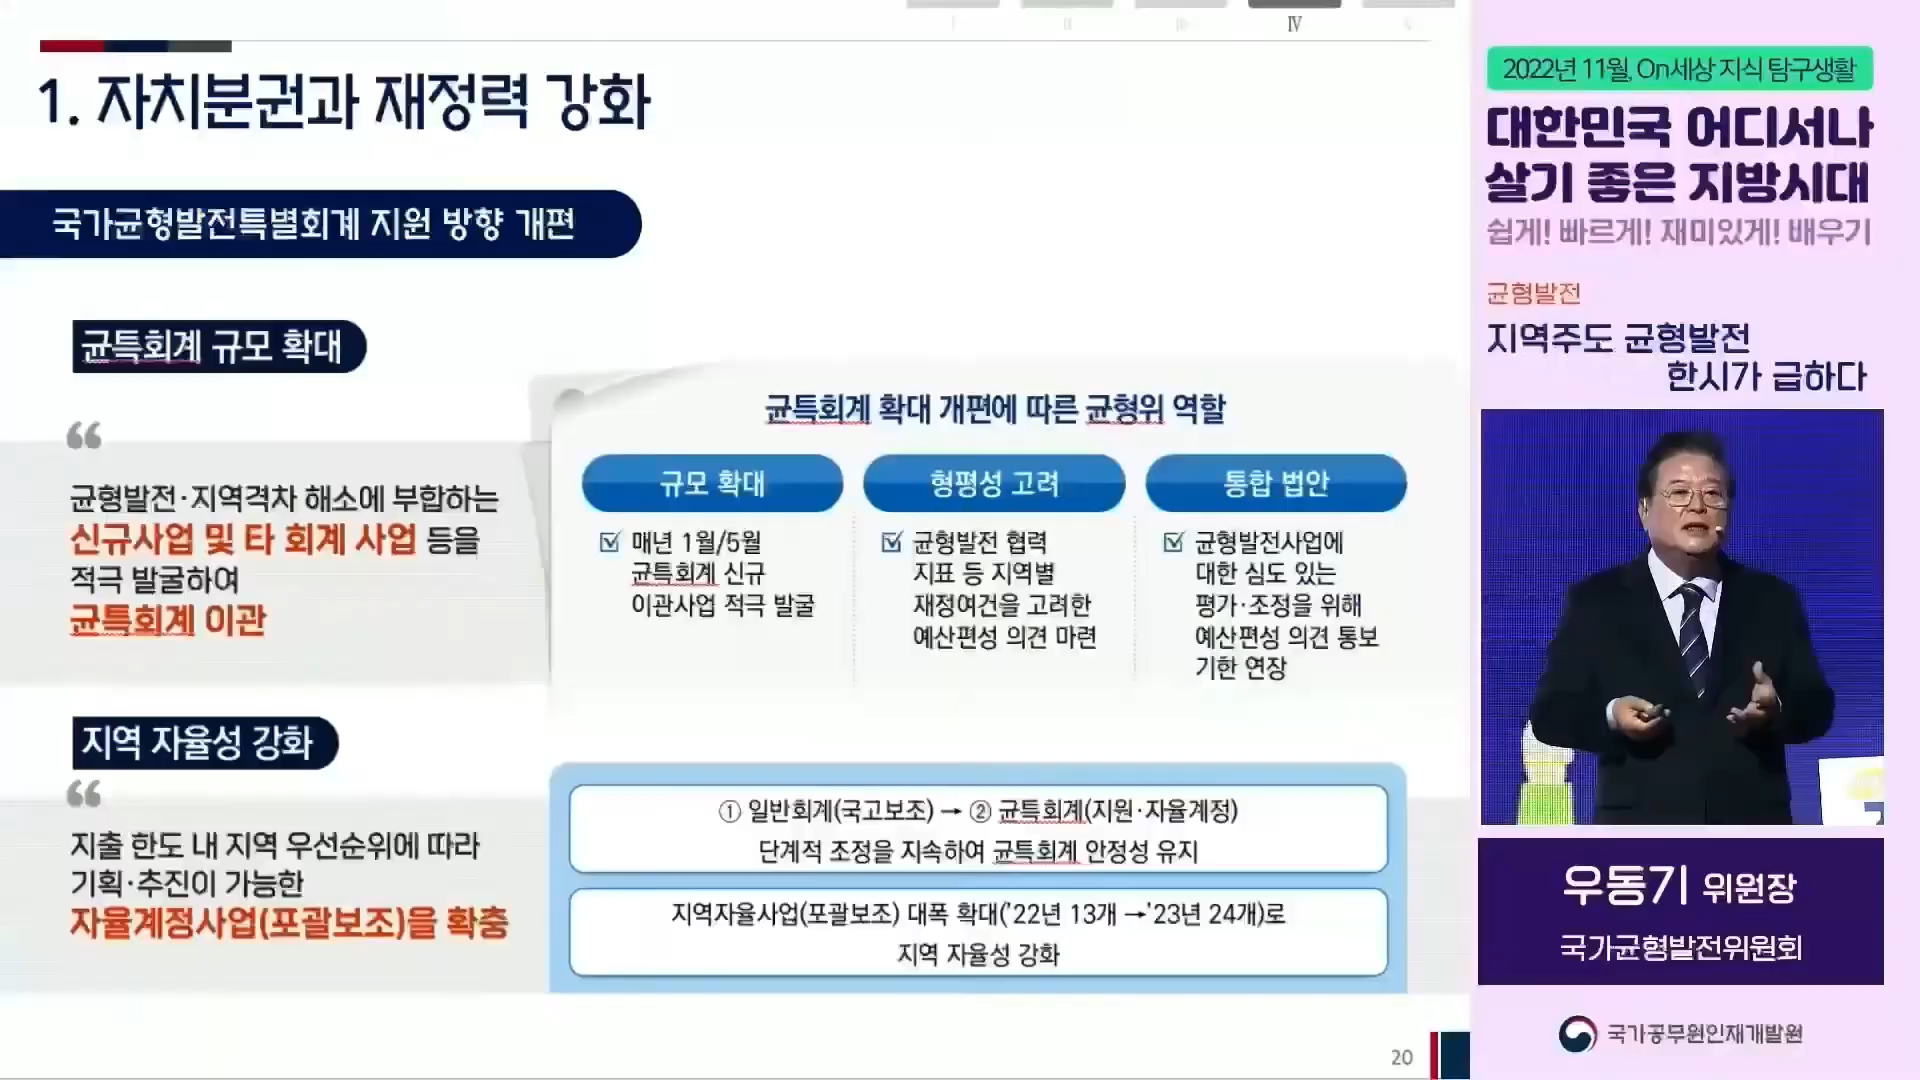 Ⅳ
1. 자치분권과 재정력 강화
국가균형발전특별회계 지원 방향 개편
균특회계 규모 확대
“
균형발전·지역격차 해소에 부합하는
신규사업 및 타 회계 사업 등을
적극 발굴하여
균특회계 이관
균특회계 확대 개편에 따른 균형위 역할
규모 확대
매년 1월/5월
균특회계 신규
이관사업 적극 발굴
형평성 고려
균형발전 협력
지표 등 지역별
재정여건을 고려한
예산편성 의견 마련
통합 법안
균형발전사업에
대한 심도 있는
평가·조정을 위해
예산편성 의견 통보
기한 연장
지역 자율성 강화
“
지출 한도 내 지역 우선순위에 따라
기획·추진이 가능한
자율계정사업(포괄보조)을 확충
① 일반회계(국고보조) → ② 균특회계(지원·자율계정)
단계적 조정을 지속하여 균특회계 안정성 유지
지역자율사업(포괄보조) 대폭 확대('22년 13개 →'23년 24개)로
지역 자율성 강화
20
2022년 11월, On세상 지식 탐구생활
대한민국 어디서나
살기 좋은 지방시대
쉽게! 빠르게! 재미있게! 배우기
균형발전
지역주도 균형발전
한시가 급하다
우동기 위원장
국가균형발전위원회
국가공무원인재개발원